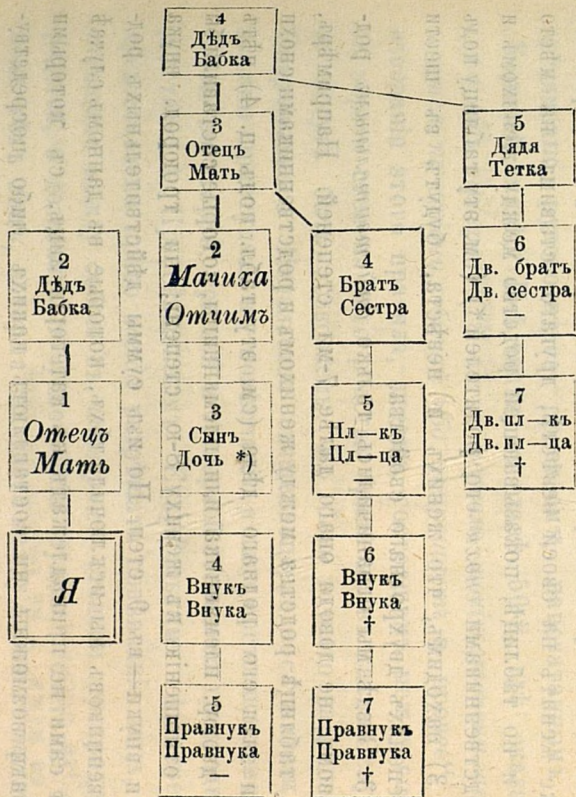 4
Дѣдъ
Бабка
3
Отецъ
Мать
5
Дядя
Тетка
2
Дѣдъ
Бабка
2
Мачиха
Отчимъ
4
Братъ
Сестра
6
Дв. братъ
Дв. сестра
—
1
Отецъ
Мать
3
Сынъ
Дочь *)
5
Пл—къ
Пл—ца
—
7
Дв. пл—къ
Дв. пл—ца
†
Я
4
Внукъ
Внука
6
Внукъ
Внука
†
5
Правнукъ
Правнука
—
7
Правнукъ
Правнука
†